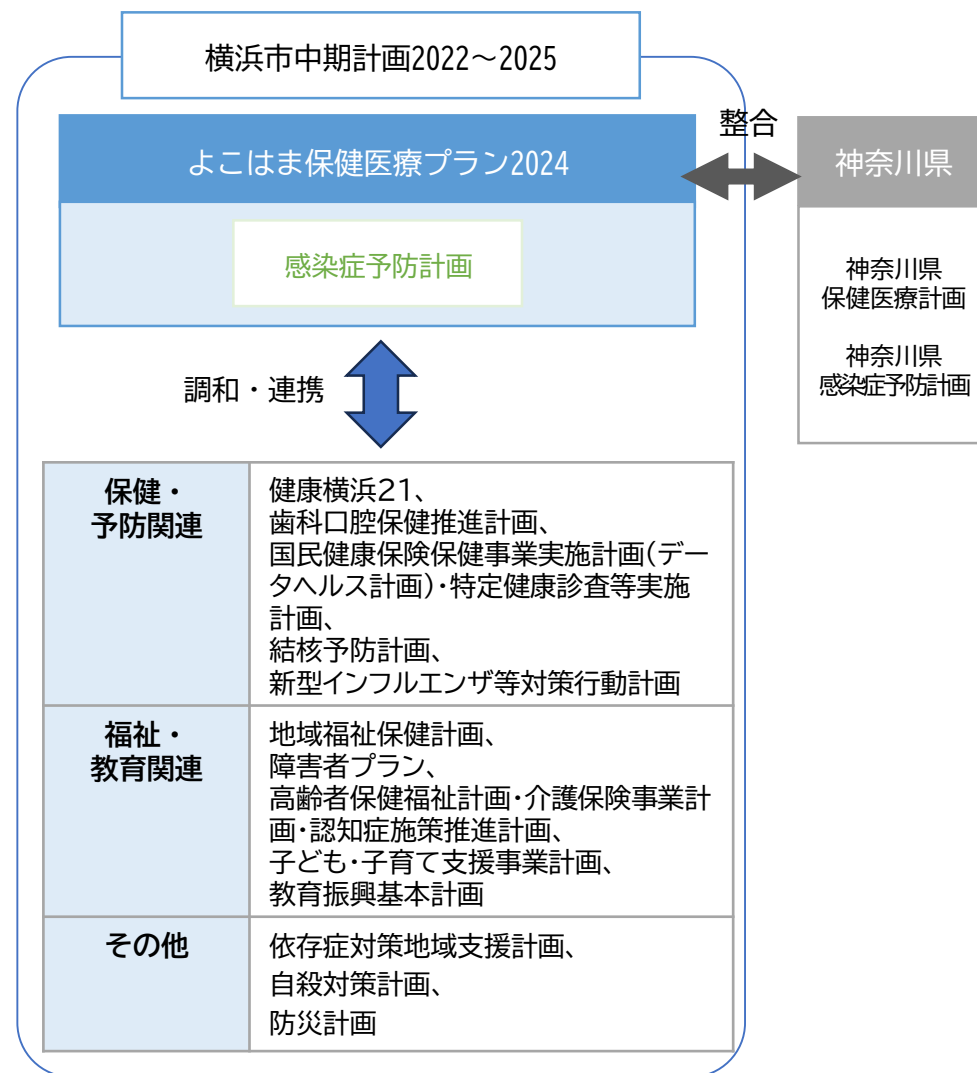 横浜市中期計画2022～2025
よこはま保健医療プラン2024
感染症予防計画
整合
神奈川県
神奈川県
保健医療計画
神奈川県
感染症予防計画
調和・連携
保健・
予防関連
健康横浜21、
歯科口腔保健推進計画、
国民健康保険保健事業実施計画(デー
タヘルス計画)・特定健康診査等実施
計画、
結核予防計画、
新型インフルエンザ等対策行動計画
福祉・
教育関連
地域福祉保健計画、
障害者プラン、
高齢者保健福祉計画・介護保険事業計
画・認知症施策推進計画、
子ども・子育て支援事業計画、
教育振興基本計画
その他
依存症対策地域支援計画、
自殺対策計画、
防災計画